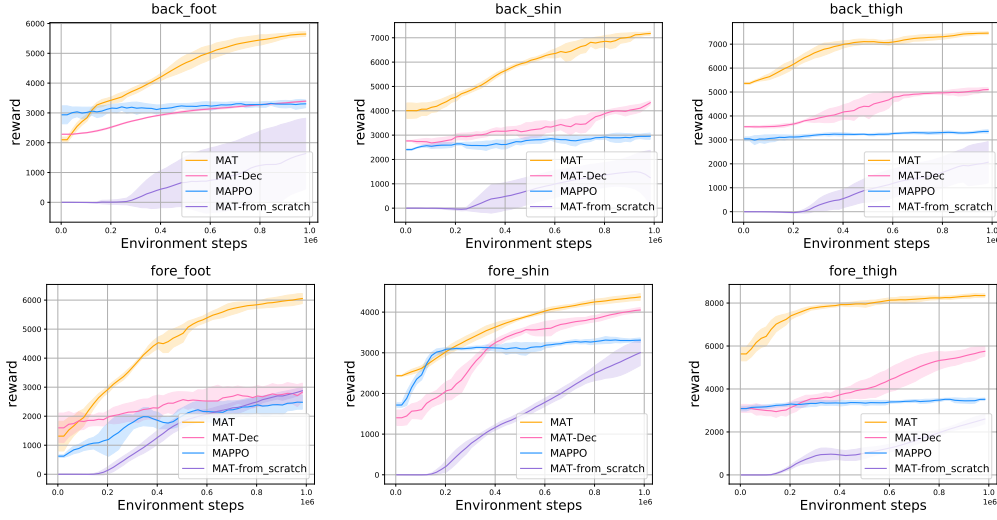 back_foot
reward
6000
5000
4000
3000
2000
1000
0
0.0 0.2 0.4 0.6 0.8 1.0
1e6
Environment steps
MAT
MAT-Dec
MAPPO
MAT-from_scratch
back_shin
reward
7000
6000
5000
4000
3000
2000
1000
0
0.0 0.2 0.4 0.6 0.8 1.0
1e6
Environment steps
MAT
MAT-Dec
MAPPO
MAT-from_scratch
back_thigh
reward
7000
6000
5000
4000
3000
2000
1000
0
0.0 0.2 0.4 0.6 0.8 1.0
1e6
Environment steps
MAT
MAT-Dec
MAPPO
MAT-from_scratch
fore_foot
reward
6000
5000
4000
3000
2000
1000
0
0.0 0.2 0.4 0.6 0.8 1.0
1e6
Environment steps
MAT
MAT-Dec
MAPPO
MAT-from_scratch
fore_shin
reward
4000
3000
2000
1000
0
0.0 0.2 0.4 0.6 0.8 1.0
1e6
Environment steps
MAT
MAT-Dec
MAPPO
MAT-from_scratch
fore_thigh
reward
8000
6000
4000
2000
0
0.0 0.2 0.4 0.6 0.8 1.0
1e6
Environment steps
MAT
MAT-Dec
MAPPO
MAT-from_scratch